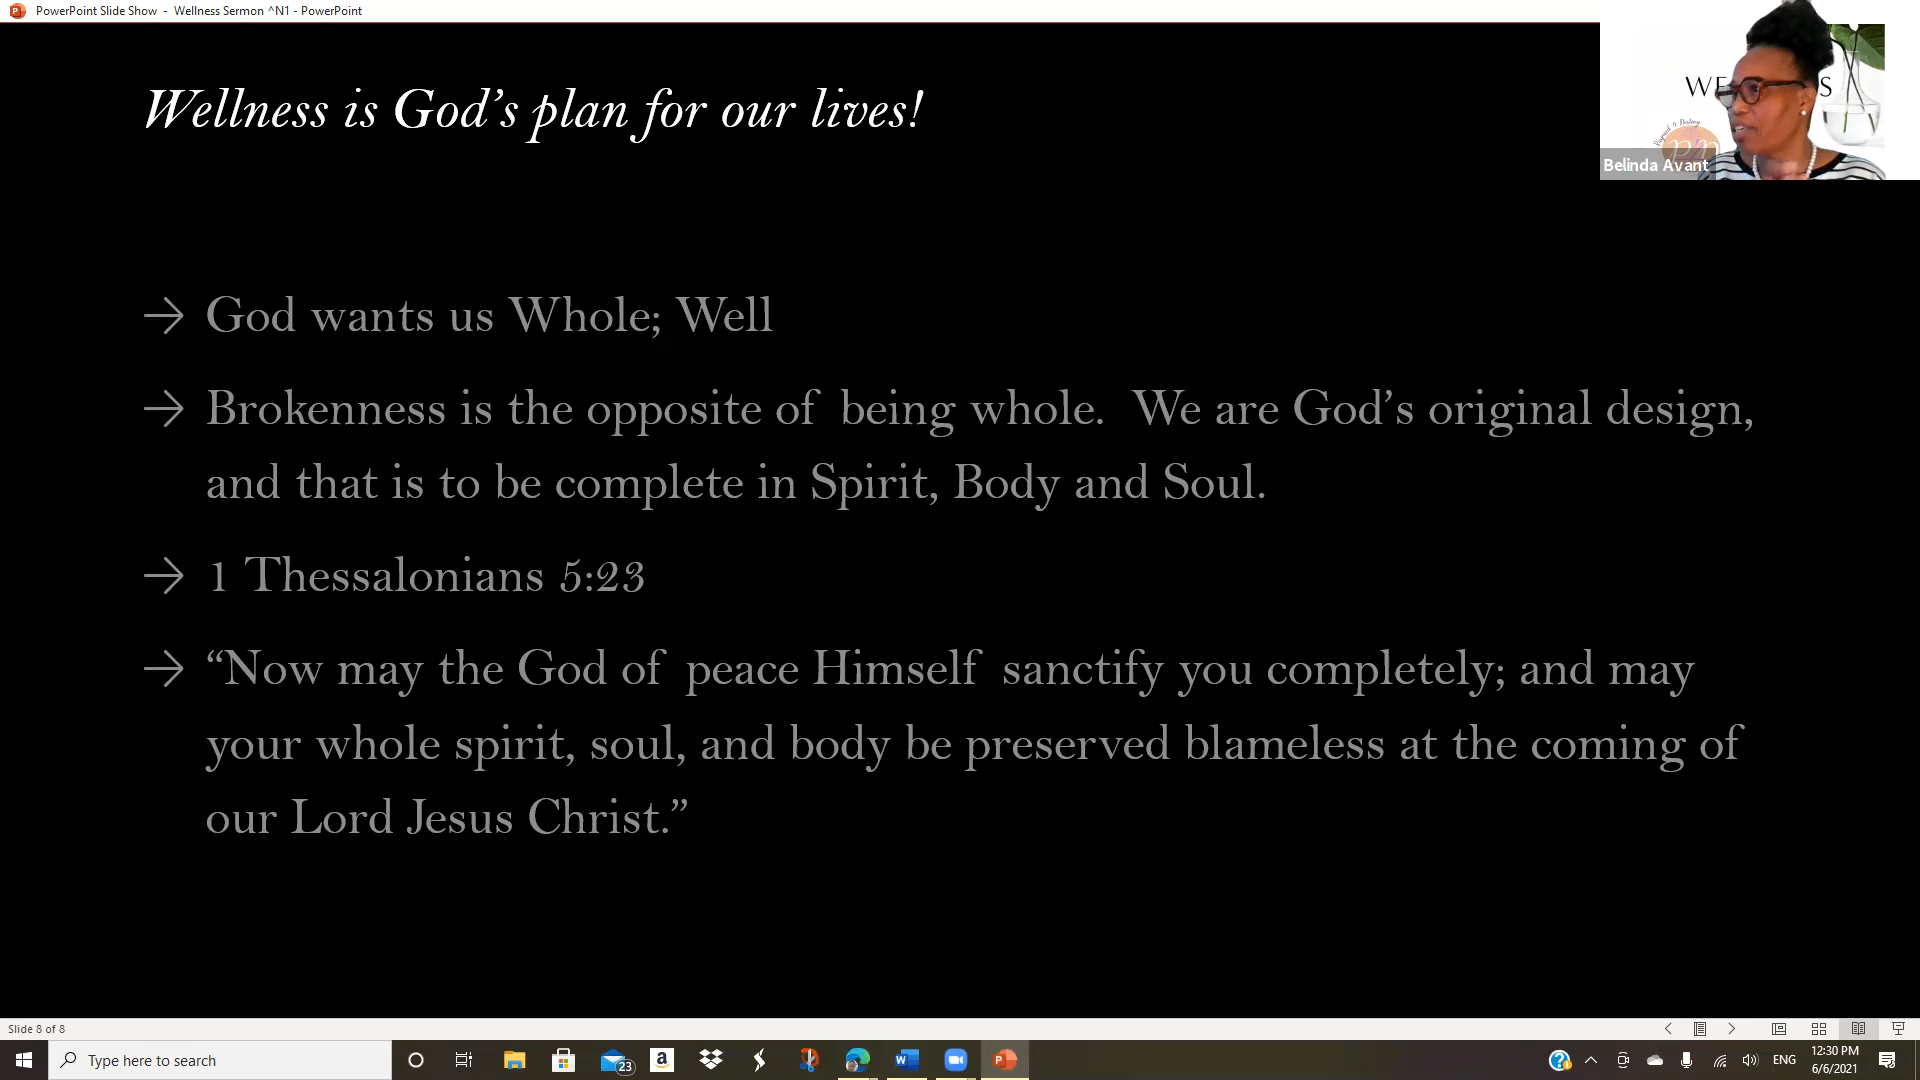 PowerPoint Slide Show - Wellness Sermon ^N1 - PowerPoint
Wellness is God's plan for our lives!
Belinda Avant
→ God wants us Whole; Well
→ Brokenness is the opposite of being whole. We are God's original design,
and that is to be complete in Spirit, Body and Soul.
→ 1 Thessalonians 5:23
→ “Now may the God of peace Himself sanctify you completely; and may
your whole spirit, soul, and body be preserved blameless at the coming of
our Lord Jesus Christ.”
Slide 8 of 8
Type here to search
23
ENG
12:30 PM
6/6/2021